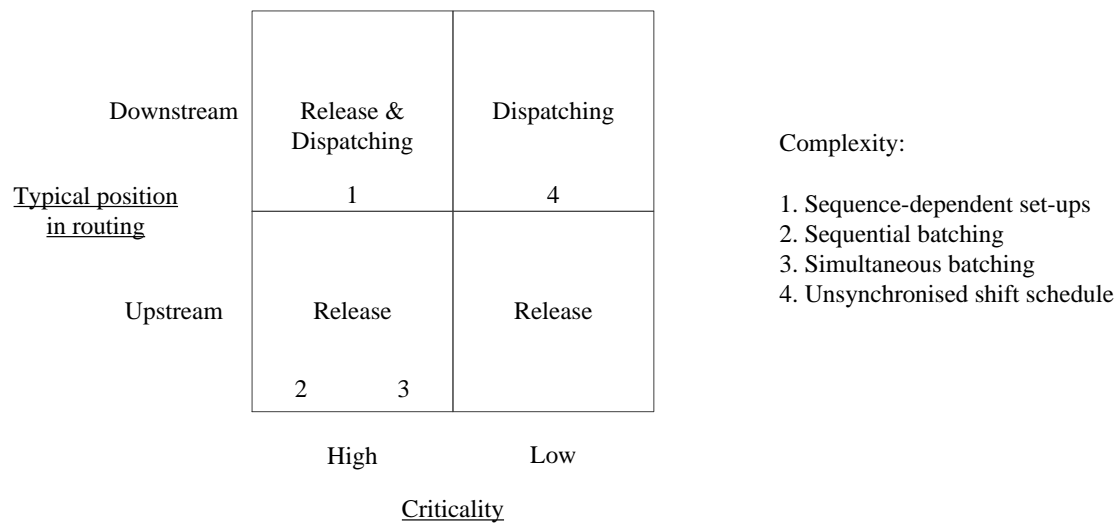 Downstream
Release &
Dispatching
Dispatching
1
4
Typical position
in routing
Upstream
Release
Release
2
3
High
Low
Criticality
Complexity:
1. Sequence-dependent set-ups
2. Sequential batching
3. Simultaneous batching
4. Unsynchronised shift schedule